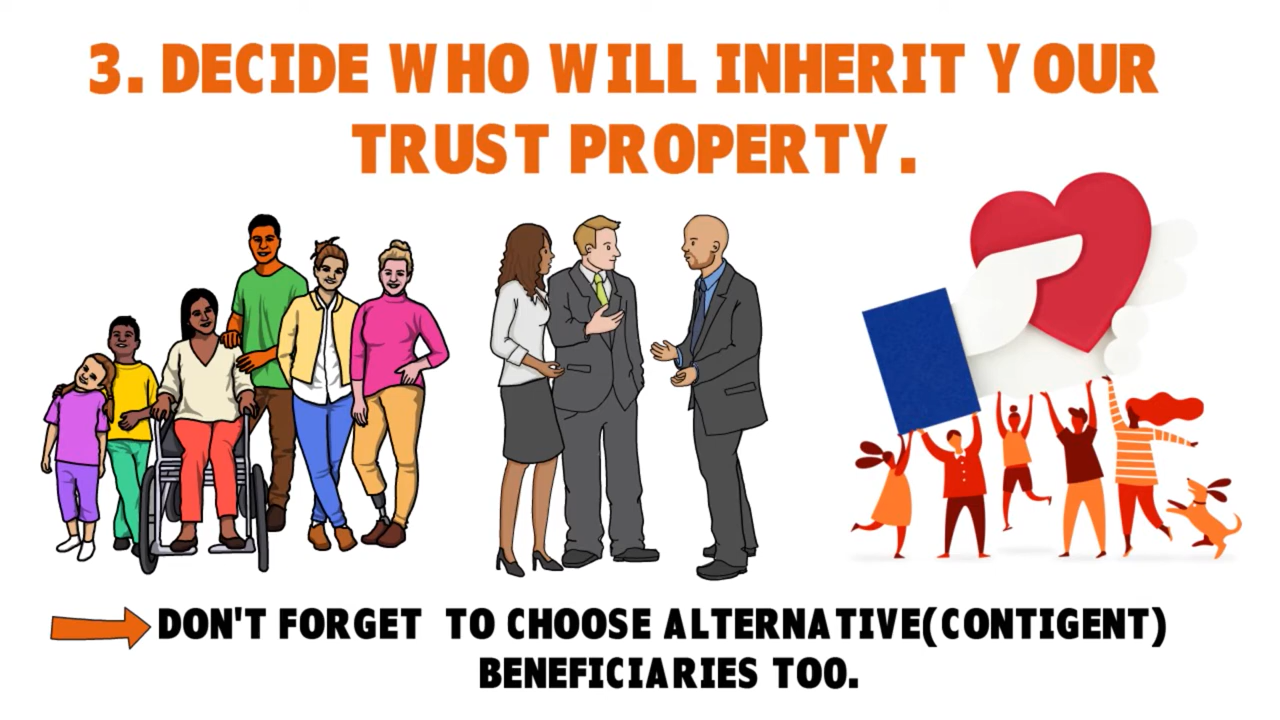 3. DECIDE WHO WILL INHERIT YOUR
TRUST PROPERTY.
DON'T FORGET TO CHOOSE ALTERNATIVE(CONTIGENT)
BENEFICIARIES TOO.